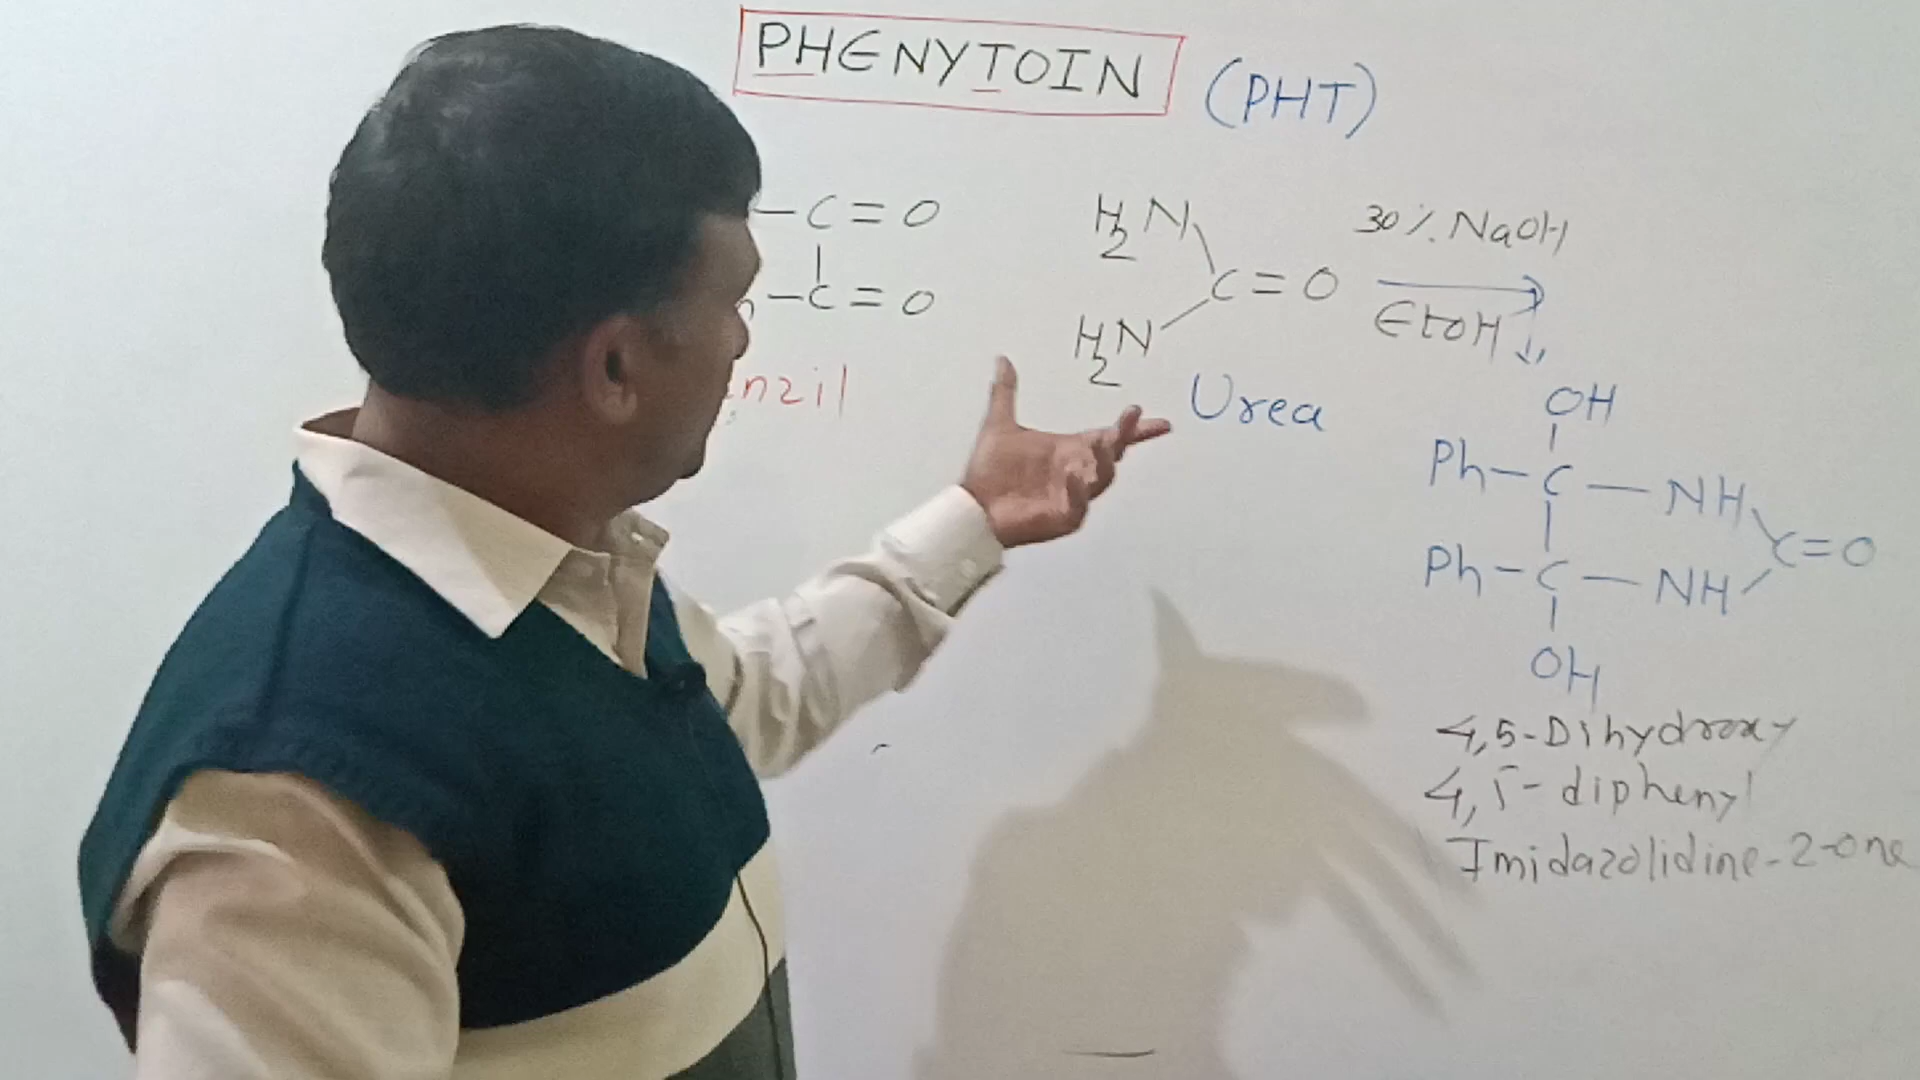 PHENYTOIN (PHT)
C=O
C=O
H2N
C=O
H2N
30% NaOH
EtOH
Urea
OH
Ph-C-NH
C=O
Ph-C-NH
OH
4,5-Dihydroxy
4,5-diphenyl
Imidazolidine-2-one